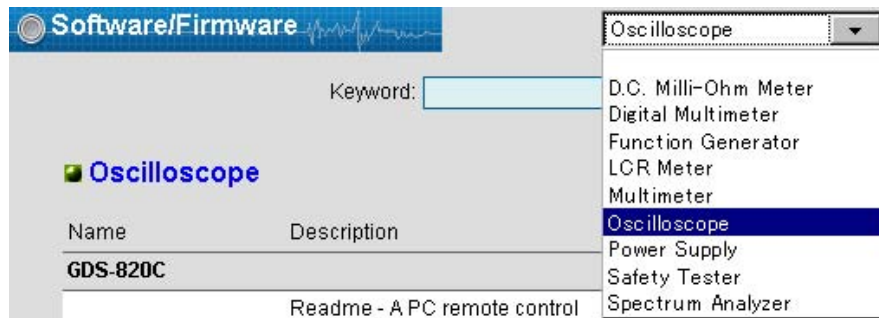 Software/Firmware
Oscilloscope
Keyword:
D.C. Milli-Ohm Meter
Digital Multimeter
Function Generator
LCR Meter
Multimeter
Oscilloscope
Power Supply
Safety Tester
Spectrum Analyzer
Oscilloscope
Name Description
GDS-820C
Readme - A PC remote control